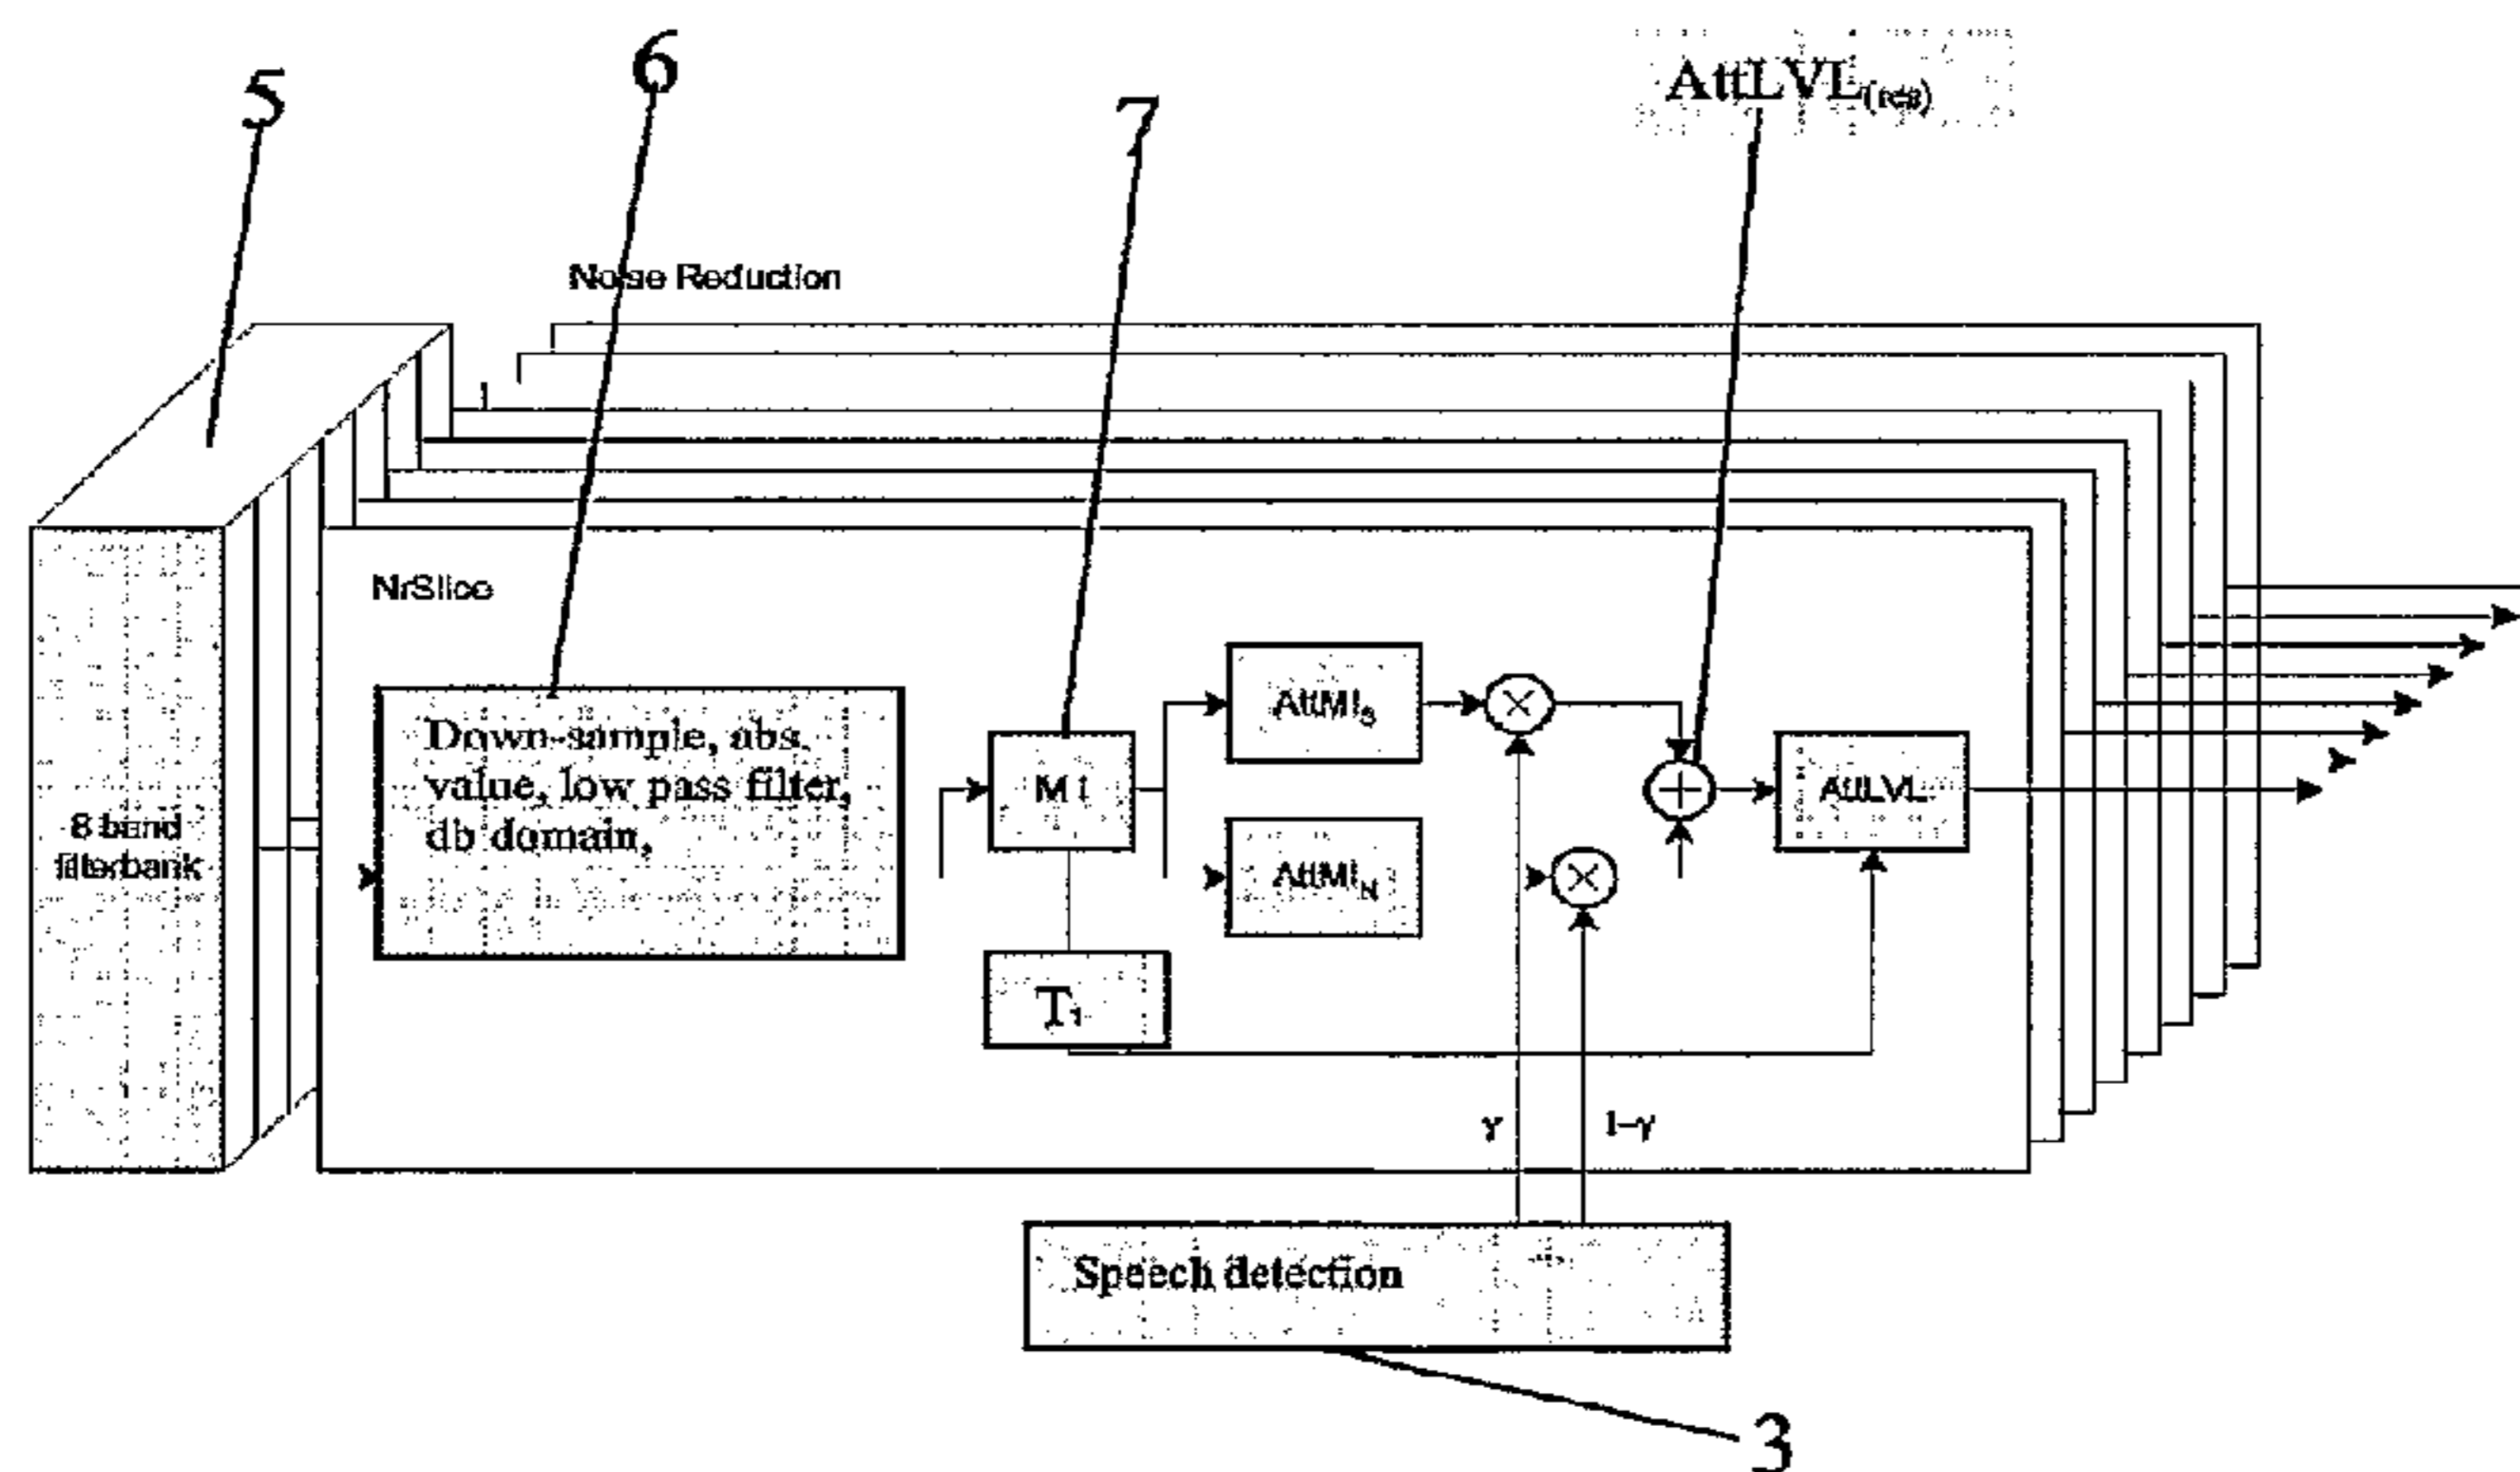 5
6
7
AttLVL(res)
Noise Reduction
NrSlice
8 band
filterbank
Down-sample, abs.
value, low pass filter,
db domain,
MI
AttMIS
AttMIN
AttLVL
T1
γ
1-γ
Speech detection
3